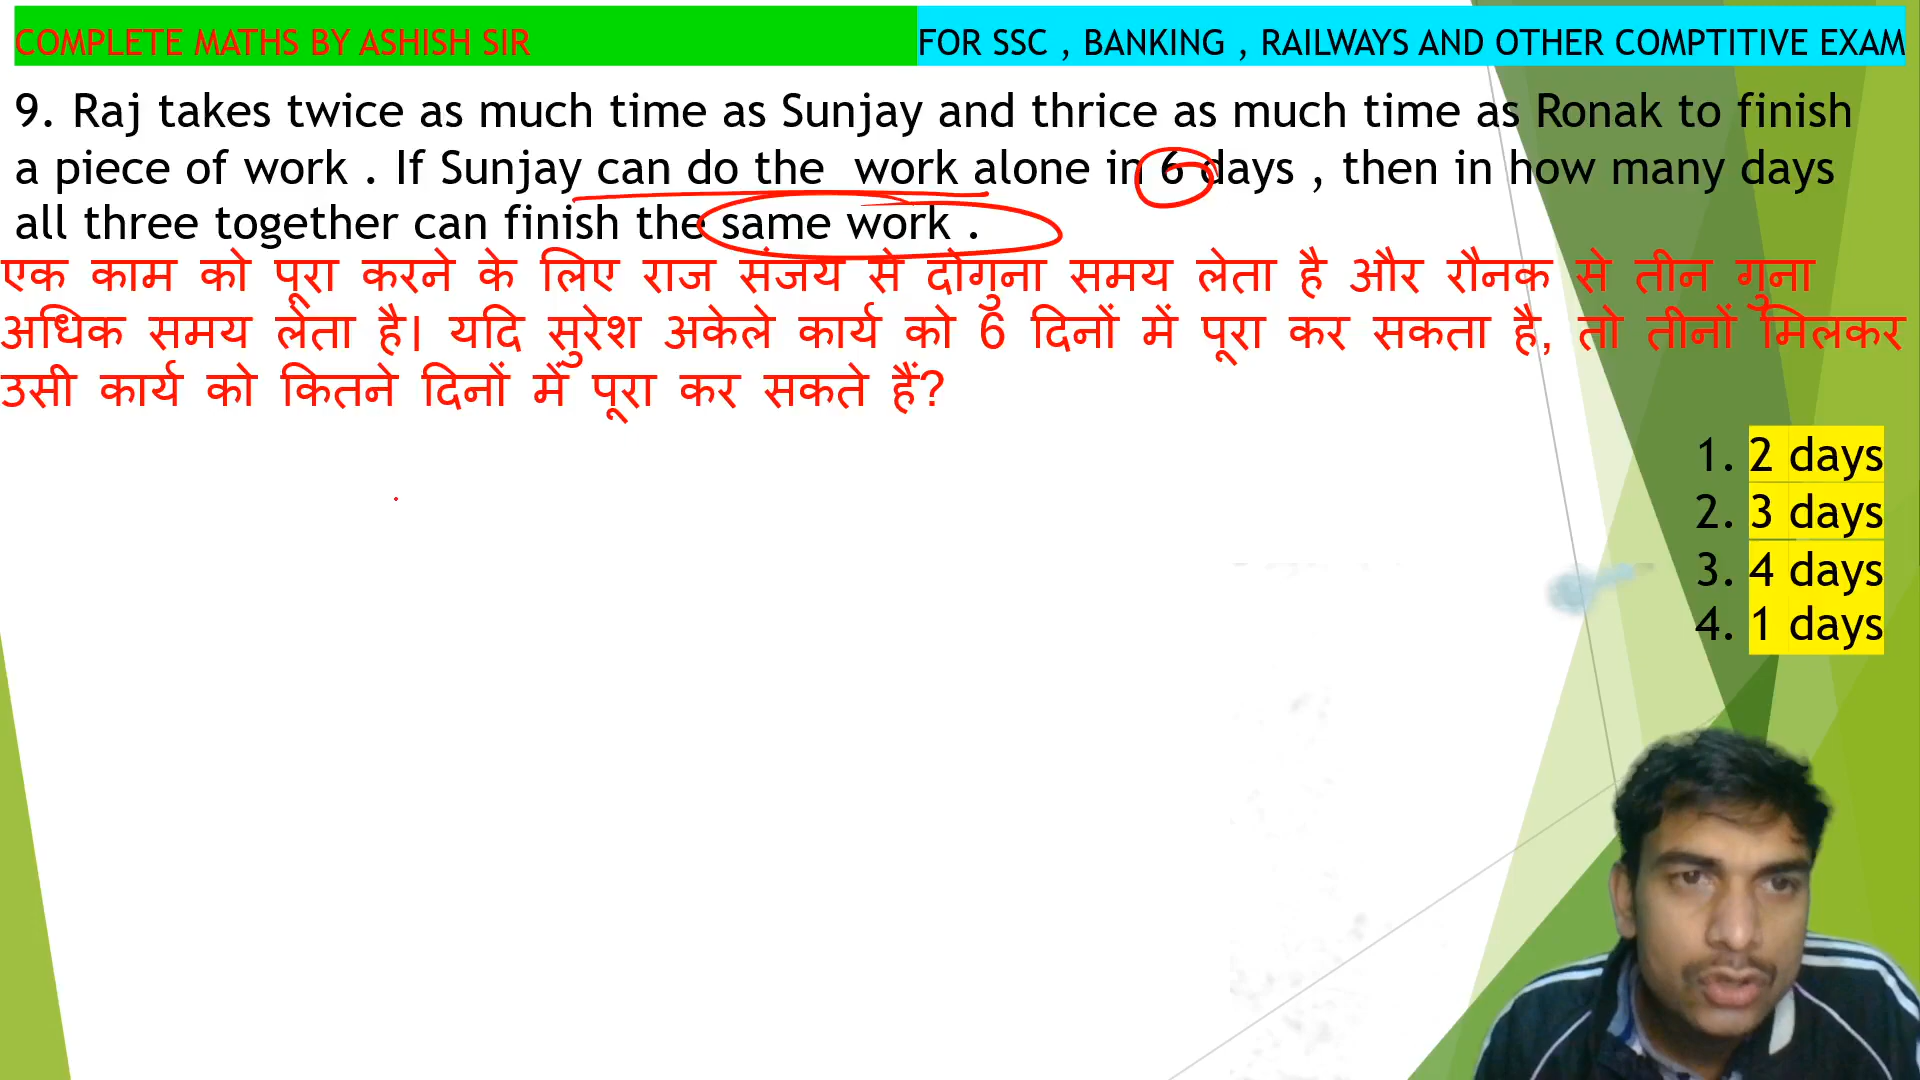 COMPLETE MATHS BY ASHISH SIR FOR SSC , BANKING , RAILWAYS AND OTHER COMPTITIVE EXAM
9. Raj takes twice as much time as Sunjay and thrice as much time as Ronak to finish
a piece of work . If Sunjay can do the work alone in 6 days , then in how many days
all three together can finish the same work .
एक काम को पूरा करने के लिए राज संजय से दोगुना समय लेता है और रौनक से तीन गुना
अधिक समय लेता है। यदि सुरेश अकेले कार्य को 6 दिनों में पूरा कर सकता है, तो तीनों मिलकर
उसी कार्य को कितने दिनों में पूरा कर सकते हैं?
1. 2 days
2. 3 days
3. 4 days
4. 1 days